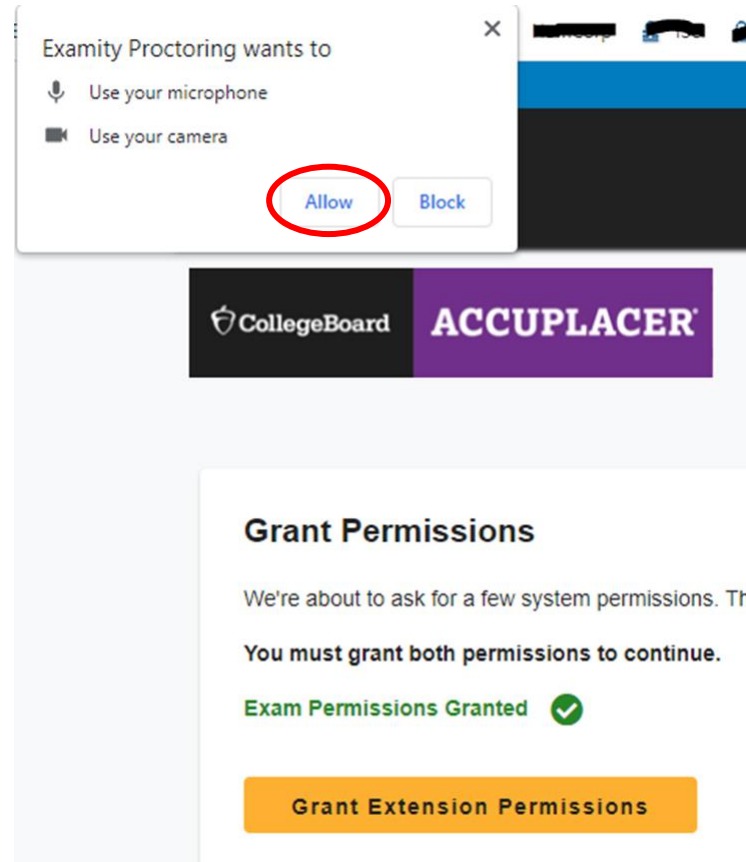 Examity Proctoring wants to
Use your microphone
Use your camera
Allow Block
CollegeBoard ACCUPLACER
Grant Permissions
We're about to ask for a few system permissions.
You must grant both permissions to continue.
Exam Permissions Granted
Grant Extension Permissions